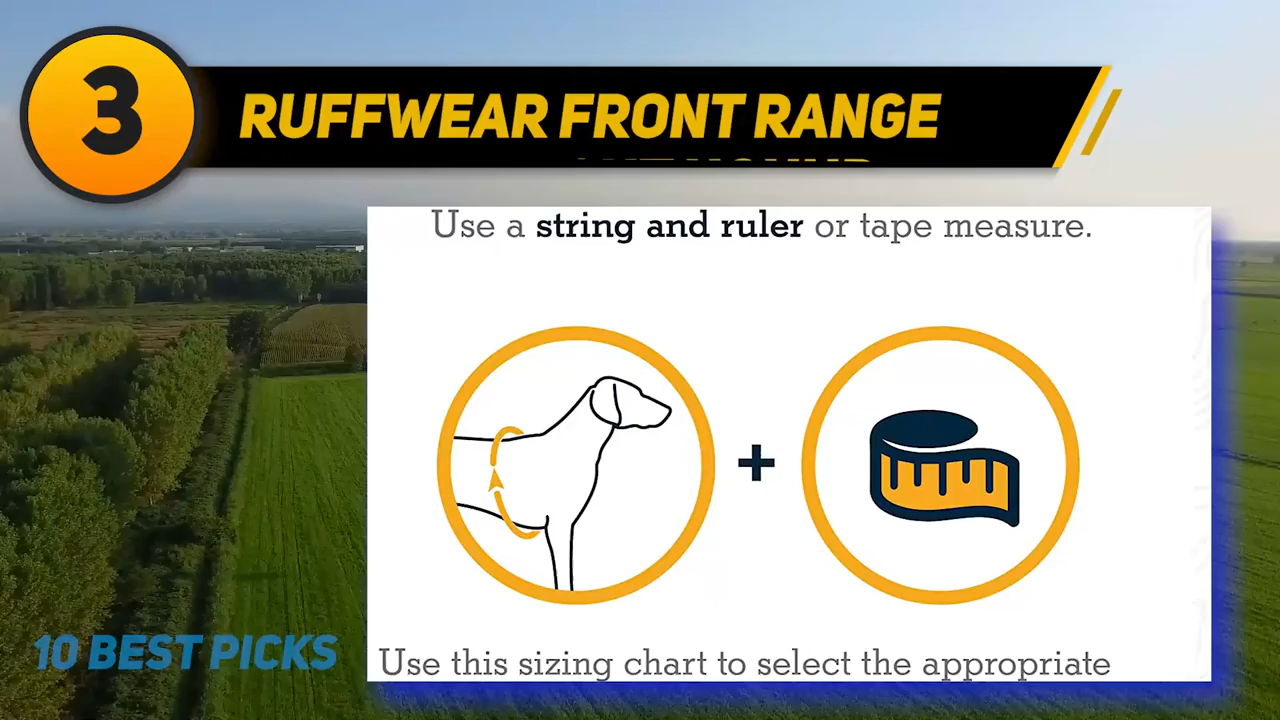 3
RUFFWEAR FRONT RANGE
Use a string and ruler or tape measure.
+
10 BEST PICKS
Use this sizing chart to select the appropriate